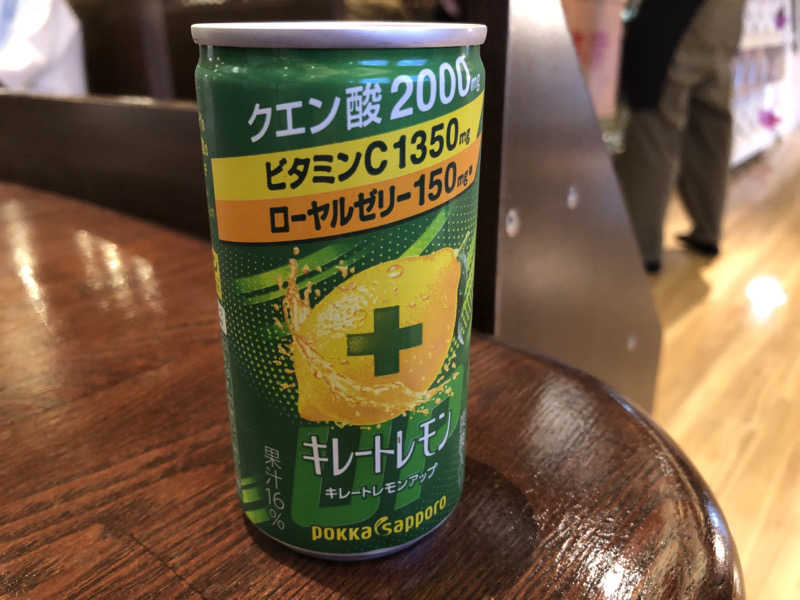 クエン酸2000mg
ビタミンC1350mg
ローヤルゼリー150mg*
キレートレモン
キレートレモンアップ
UP
果汁16%
POKKA Sapporo